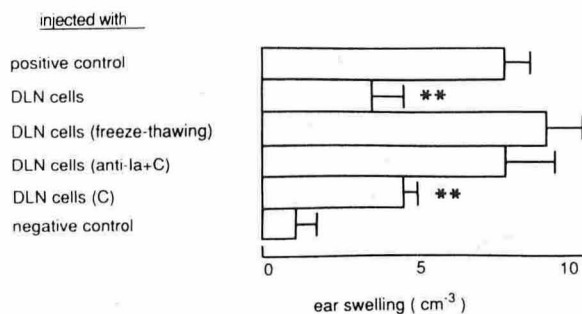 injected with
positive control
DLN cells **
DLN cells (freeze-thawing)
DLN cells (anti-Ia+C)
DLN cells (C) **
negative control
0 5 10
ear swelling ( cm⁻³ )